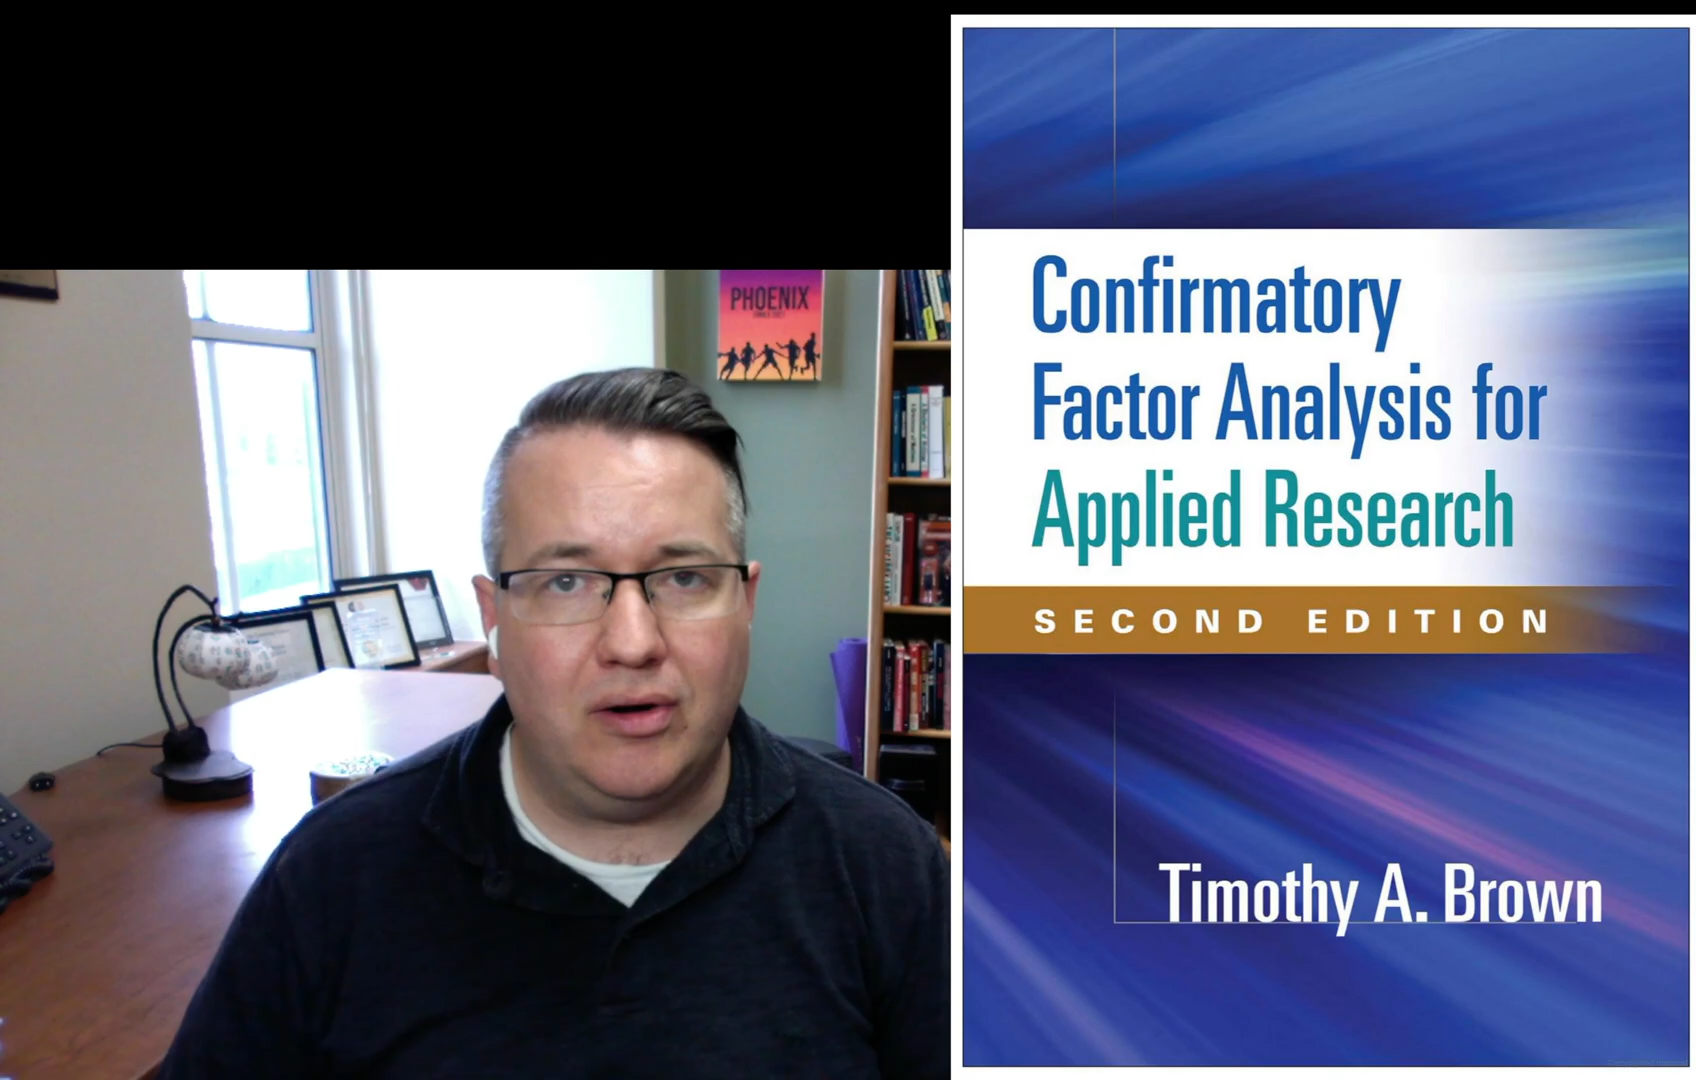 PHOENIX
Confirmatory
Factor Analysis for
Applied Research
SECOND EDITION
Timothy A. Brown